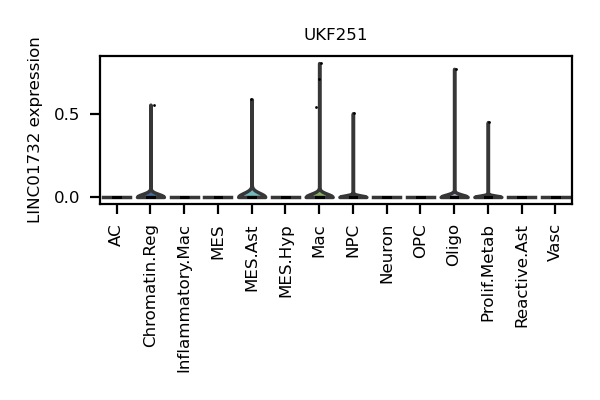 UKF251
LINC01732 expression
0.5
0.0
AC
Chromatin.Reg
Inflammatory.Mac
MES
MES.Ast
MES.Hyp
Mac
NPC
Neuron
OPC
Oligo
Prolif.Metab
Reactive.Ast
Vasc